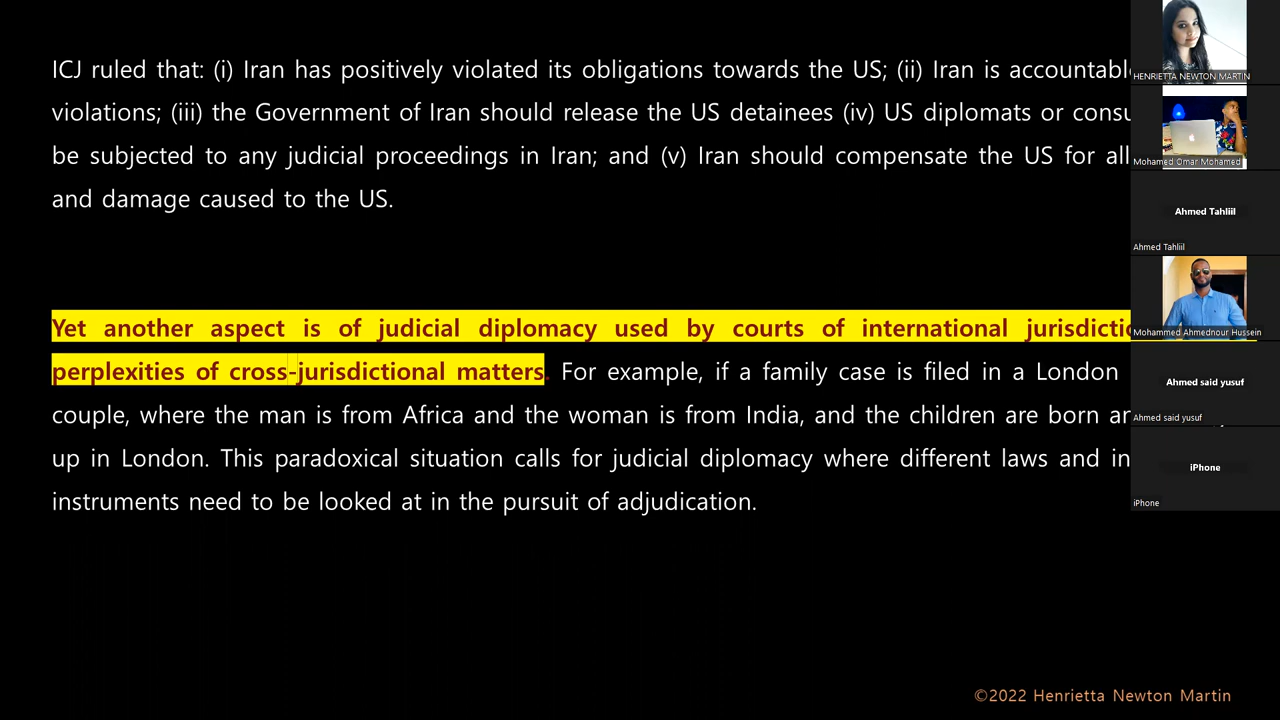 ICJ ruled that: (i) Iran has positively violated its obligations towards the US; (ii) Iran is accountabl
violations; (iii) the Government of Iran should release the US detainees (iv) US diplomats or consu
be subjected to any judicial proceedings in Iran; and (v) Iran should compensate the US for all
and damage caused to the US.
Yet another aspect is of judicial diplomacy used by courts of international jurisdictio
perplexities of cross-jurisdictional matters. For example, if a family case is filed in a London
couple, where the man is from Africa and the woman is from India, and the children are born an
up in London. This paradoxical situation calls for judicial diplomacy where different laws and in
instruments need to be looked at in the pursuit of adjudication.
©2022 Henrietta Newton Martin
HENRIETTA NEWTON MARTIN
Mohamed Omar Mohamed
Ahmed Tahliil
Ahmed Tahliil
Mohammed Ahmednour Hussein
Ahmed said yusuf
Ahmed said yusuf
iPhone
iPhone